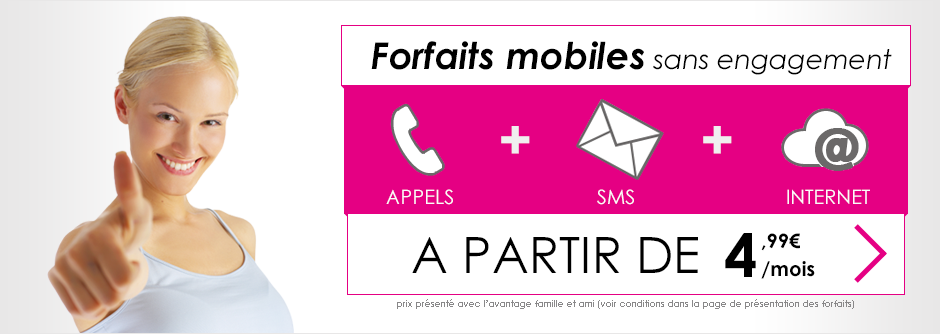 Forfaits mobiles sans engagement
APPELS + SMS + INTERNET
A PARTIR DE 4,99€ /mois
prix présenté avec l'avantage famille et ami (voir conditions dans la page de présentation des forfaits)